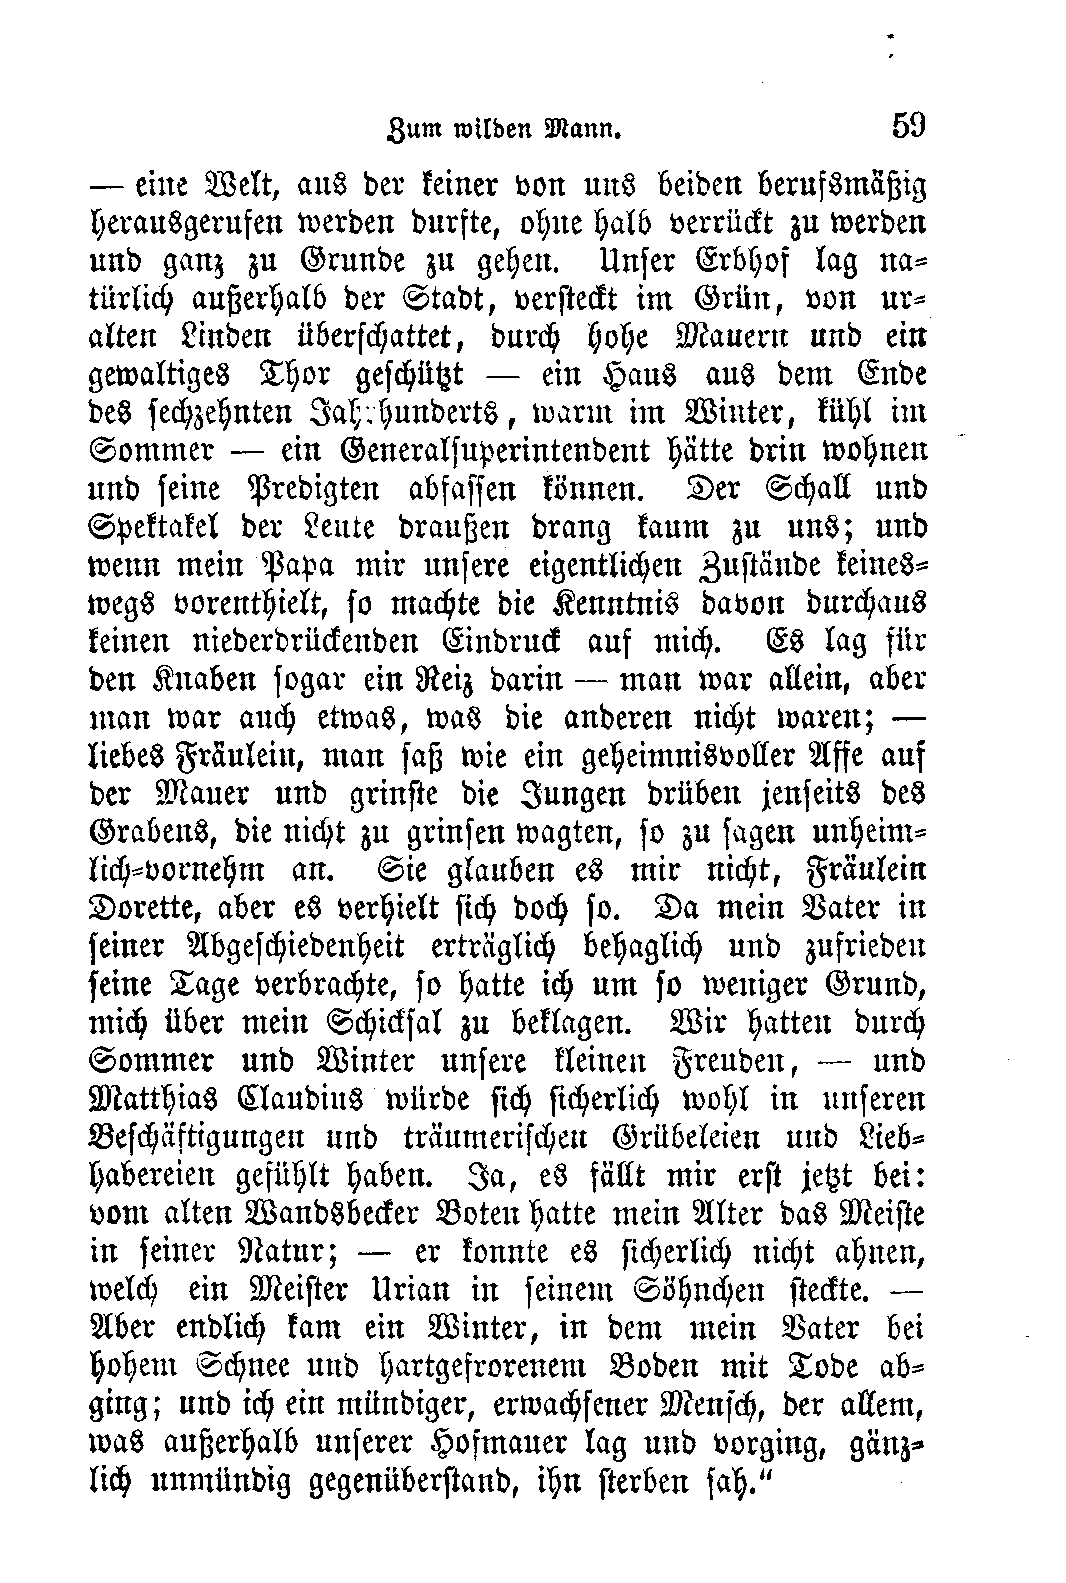 Zum wilden Mann. 59
— eine Welt, aus der keiner von uns beiden berufsmäßig
herausgerufen werden durfte, ohne halb verrückt zu werden
und ganz zu Grunde zu gehen. Unser Erbhof lag na=
türlich außerhalb der Stadt, versteckt im Grün, von ur=
alten Linden überschattet, durch hohe Mauern und ein
gewaltiges Thor geschützt — ein Haus aus dem Ende
des sechzehnten Jahrhunderts, warm im Winter, kühl im
Sommer — ein Generalsuperintendent hätte drin wohnen
und seine Predigten abfassen können. Der Schall und
Spektakel der Leute draußen drang kaum zu uns; und
wenn mein Papa mir unsere eigentlichen Zustände keines=
wegs vorenthielt, so machte die Kenntnis davon durchaus
keinen niederdrückenden Eindruck auf mich. Es lag für
den Knaben sogar ein Reiz darin — man war allein, aber
man war auch etwas, was die anderen nicht waren; —
liebes Fräulein, man saß wie ein geheimnisvoller Affe auf
der Mauer und grinste die Jungen drüben jenseits des
Grabens, die nicht zu grinsen wagten, so zu sagen unheim=
lich=vornehm an. Sie glauben es mir nicht, Fräulein
Dorette, aber es verhielt sich doch so. Da mein Vater in
seiner Abgeschiedenheit erträglich behaglich und zufrieden
seine Tage verbrachte, so hatte ich um so weniger Grund,
mich über mein Schicksal zu beklagen. Wir hatten durch
Sommer und Winter unsere kleinen Freuden, — und
Matthias Claudius würde sich sicherlich wohl in unseren
Beschäftigungen und träumerischen Grübeleien und Lieb=
habereien gefühlt haben. Ja, es fällt mir erst jetzt bei:
vom alten Wandsbecker Boten hatte mein Alter das Meiste
in seiner Natur; — er konnte es sicherlich nicht ahnen,
welch ein Meister Urian in seinem Söhnchen steckte. —
Aber endlich kam ein Winter, in dem mein Vater bei
hohem Schnee und hartgefrorenem Boden mit Tode ab=
ging; und ich ein mündiger, erwachsener Mensch, der allem,
was außerhalb unserer Hofmauer lag und vorging, gänz=
lich unmündig gegenüberstand, ihn sterben sah.“